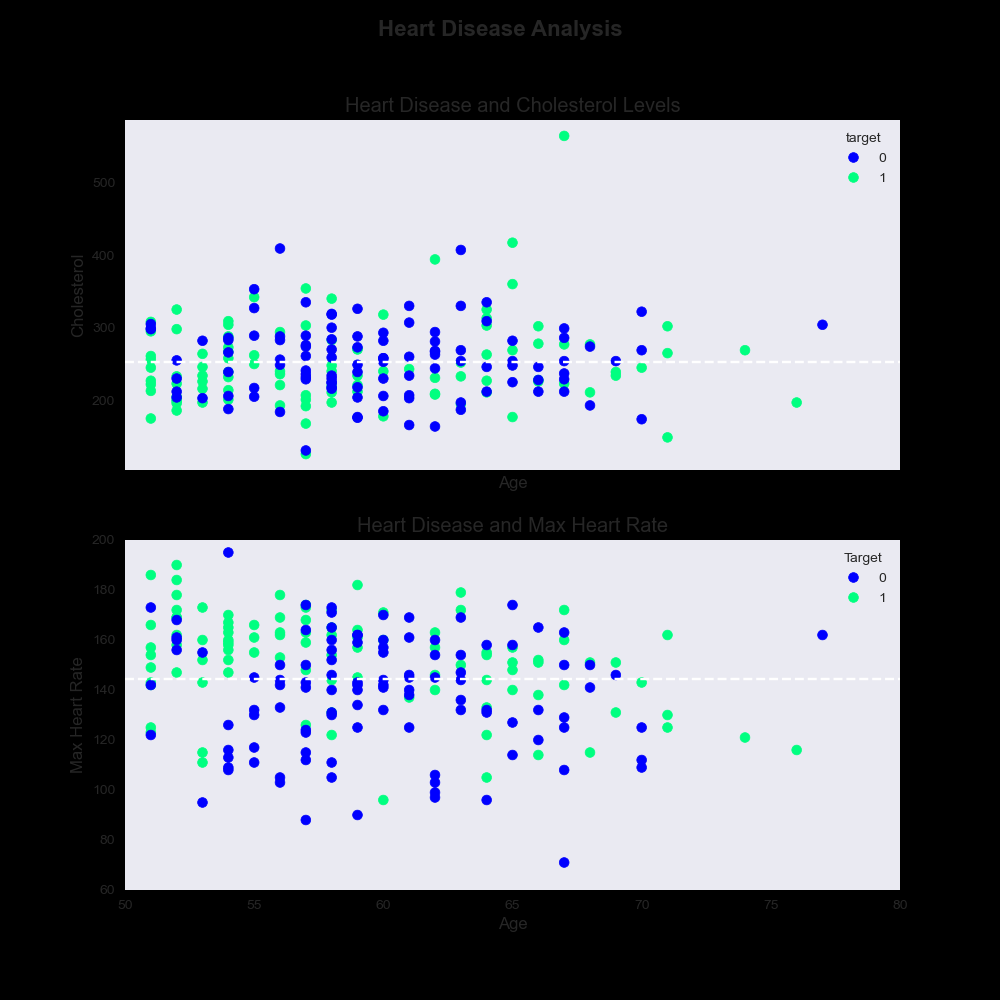 Heart Disease Analysis
Heart Disease and Cholesterol Levels
target
0
1
500
400
300
200
Cholesterol
Age
Heart Disease and Max Heart Rate
Target
0
1
200
180
160
140
120
100
80
60
Max Heart Rate
50 55 60 65 70 75 80
Age